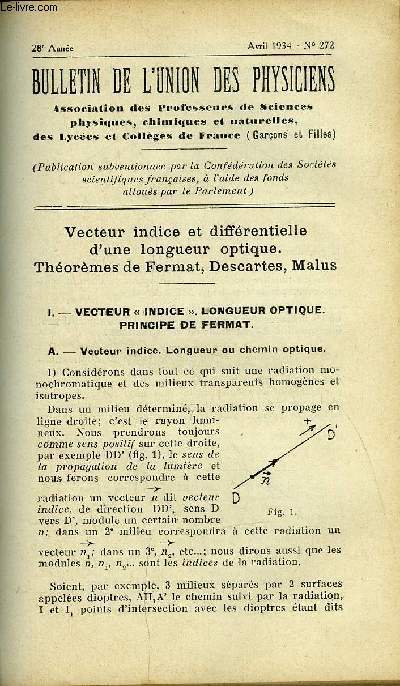 Le-livre.com
28e Année Avril 1934 - No 272
BULLETIN DE L'UNION DES PHYSICIENS
Association des Professeurs de Sciences
physiques, chimiques et naturelles,
des Lycées et Collèges de France (Garçons et Filles)
(Publication subventionnée par la Confédération des Sociétés
scientifiques françaises, à l'aide des fonds
alloués par le Parlement)
Vecteur indice et différentielle
d'une longueur optique.
Théorèmes de Fermat, Descartes, Malus
I. — VECTEUR « INDICE ». LONGUEUR OPTIQUE.
PRINCIPE DE FERMAT.
A. — Vecteur indice. Longueur ou chemin optique.
1) Considérons dans tout ce qui suit une radiation mo-
nochromatique et des milieux transparents homogènes et
isotropes.
Dans un milieu déterminé, la radiation se propage en
ligne droite; c'est le rayon lumi-
neux. Nous prendrons toujours
comme sens positif sur cette droite,
par exemple DD' (fig. 1), le sens de
la propagation de la lumière et
nous ferons correspondre à cette
radiation un vecteur n dit vecteur
indice, de direction DD', sens D
vers D', module un certain nombre
n; dans un 2e milieu correspondra à cette radiation un
vecteur n₁; dans un 3e, n₂, etc...; nous dirons aussi que les
modules n, n₁, n₂... sont les indices de la radiation.
Soient, par exemple, 3 milieux séparés par 2 surfaces
appelées dioptres, AII₁A' le chemin suivi par la radiation,
I et I₁ points d'intersection avec les dioptres étant dits
+
D'
n
D
Fig. 1.